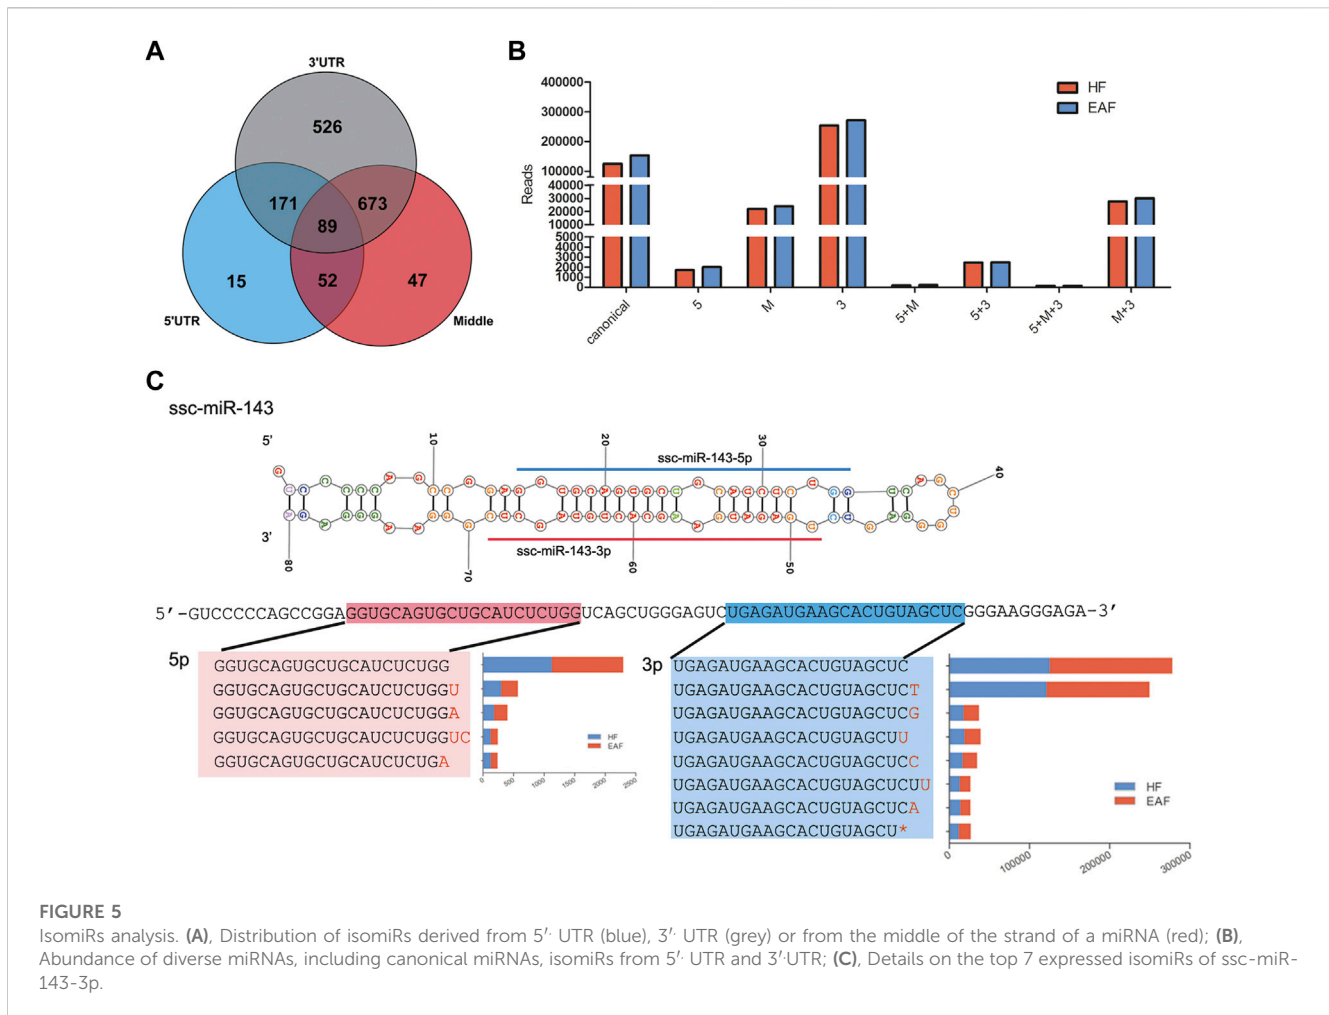 A
3'UTR
526
171
673
89
15
52
47
5'UTR
Middle
B
HF
EAF
Reads
400000
300000
200000
100000
40000
30000
20000
10000
5000
4000
3000
2000
1000
0
canonical
5
M
3
5+M
5+3
5+M+3
M+3
C
ssc-miR-143
5'
10
20
30
40
ssc-miR-143-5p
3'
ssc-miR-143-3p
80
70
60
50
5'-GUCCCCCAGCCGGAGGUGCAGUGCUGCAUCUCUGGUCAGCUGGGAGUCUGAGAUGAAGCACUGUAGCUCGGGAAGGGAGA-3'
5p
GGUGCAGUGCUGCAUCUCUGG
GGUGCAGUGCUGCAUCUCUGGU
GGUGCAGUGCUGCAUCUCUGGA
GGUGCAGUGCUGCAUCUCUGGUC
GGUGCAGUGCUGCAUCUCUGA
HF
EAF
0
500
1000
1500
2000
2500
3p
UGAGAUGAAGCACUGUAGCUC
UGAGAUGAAGCACUGUAGCUCT
UGAGAUGAAGCACUGUAGCUCG
UGAGAUGAAGCACUGUAGCUU
UGAGAUGAAGCACUGUAGCUCC
UGAGAUGAAGCACUGUAGCUCUU
UGAGAUGAAGCACUGUAGCUCA
UGAGAUGAAGCACUGUAGCU*
HF
EAF
0
100000
200000
300000
FIGURE 5
IsomiRs analysis. (A), Distribution of isomiRs derived from 5′· UTR (blue), 3′· UTR (grey) or from the middle of the strand of a miRNA (red); (B),
Abundance of diverse miRNAs, including canonical miRNAs, isomiRs from 5′· UTR and 3′·UTR; (C), Details on the top 7 expressed isomiRs of ssc-miR-
143-3p.